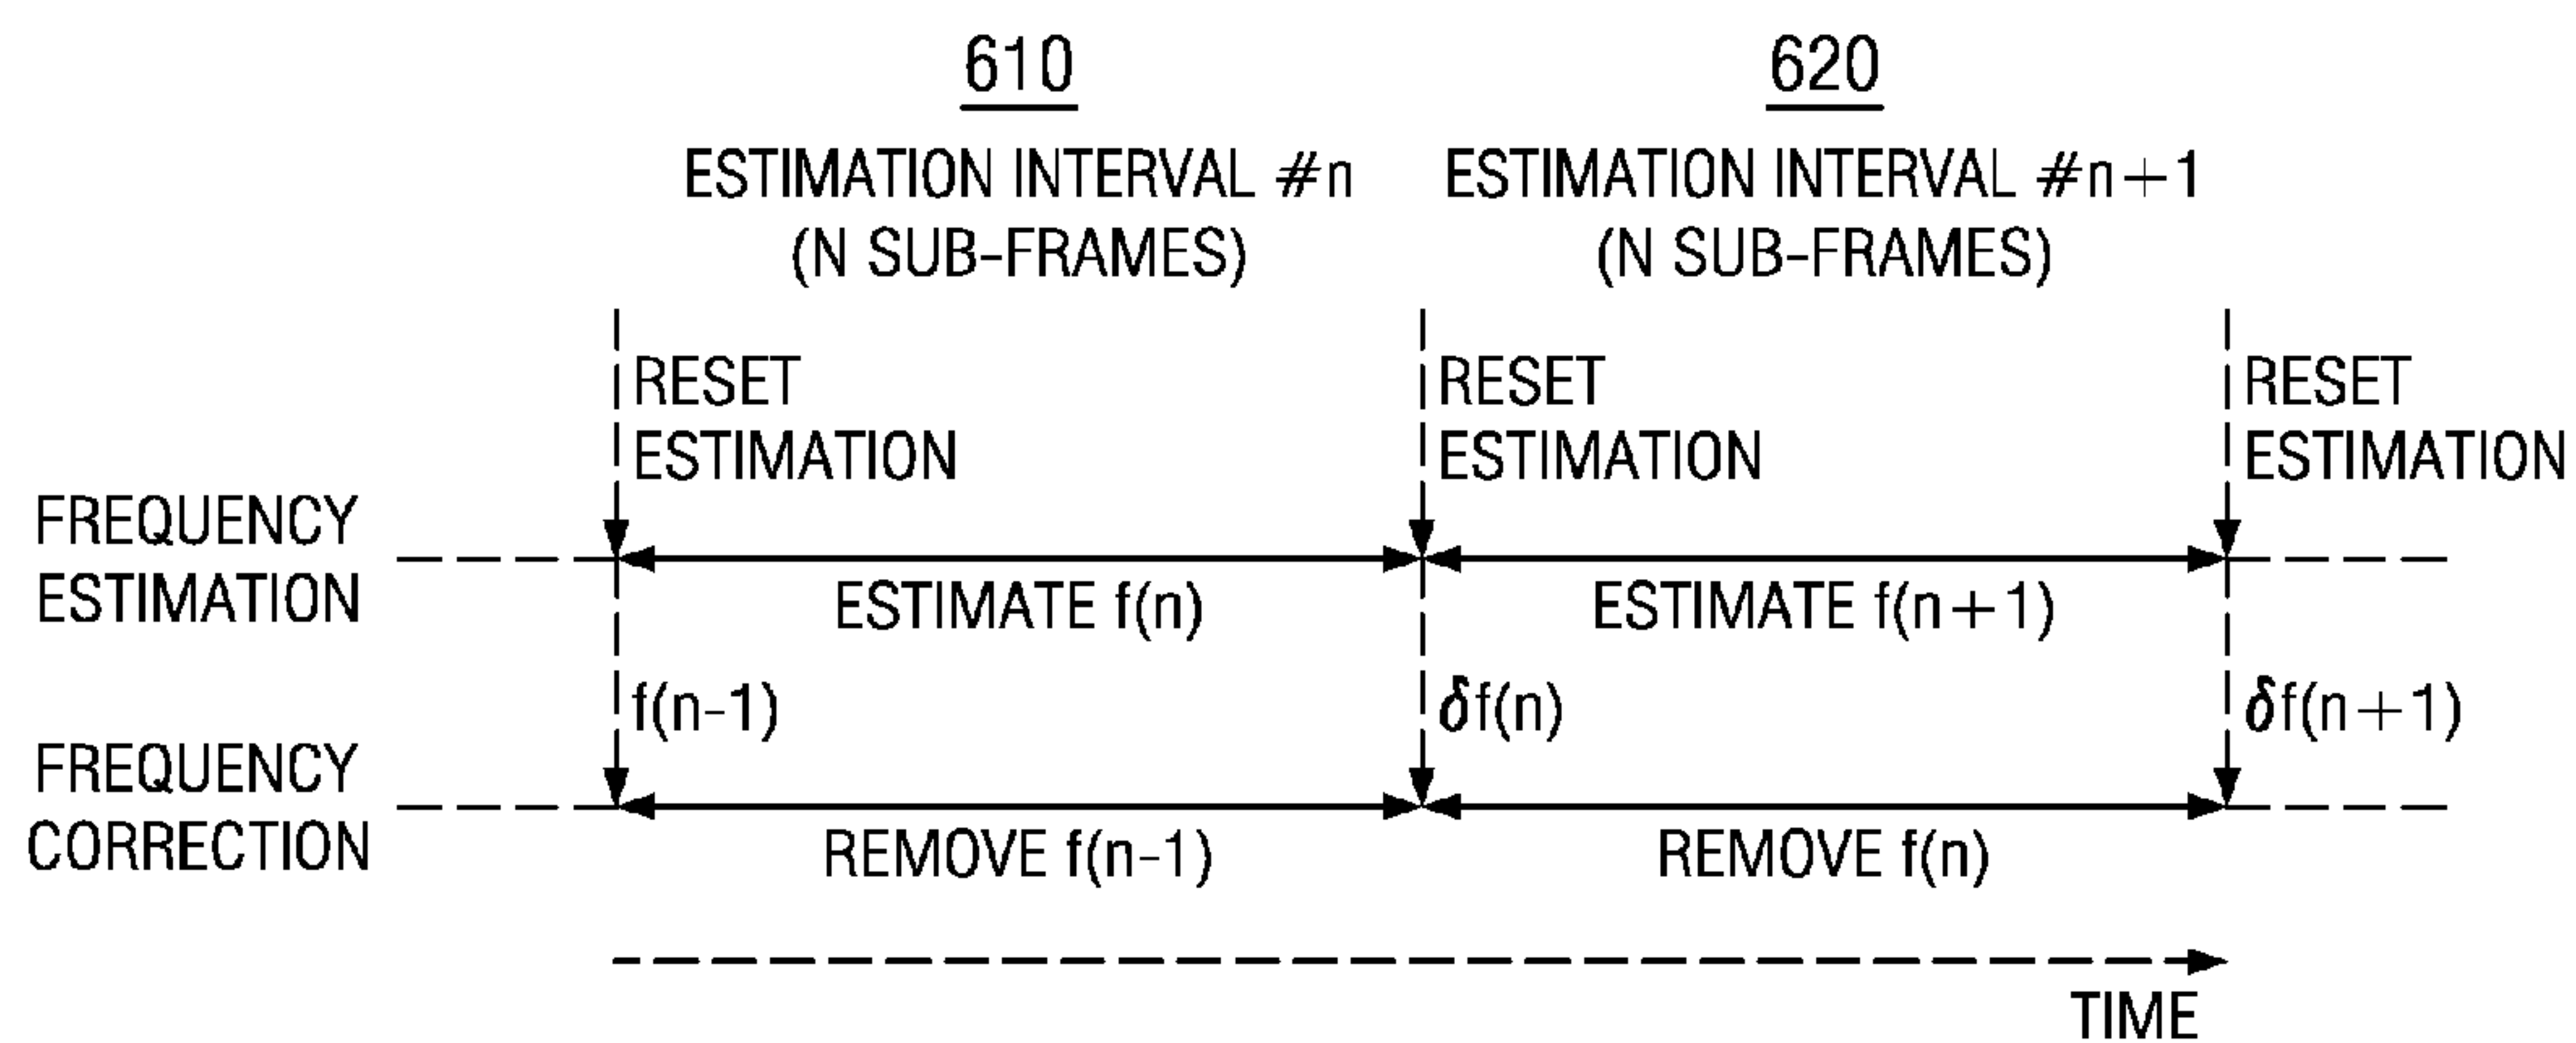 610
620
ESTIMATION INTERVAL #n
ESTIMATION INTERVAL #n+1
(N SUB-FRAMES)
(N SUB-FRAMES)
RESET
ESTIMATION
RESET
ESTIMATION
RESET
ESTIMATION
FREQUENCY
ESTIMATION
ESTIMATE f(n)
ESTIMATE f(n+1)
f(n-1)
δf(n)
δf(n+1)
FREQUENCY
CORRECTION
REMOVE f(n-1)
REMOVE f(n)
TIME